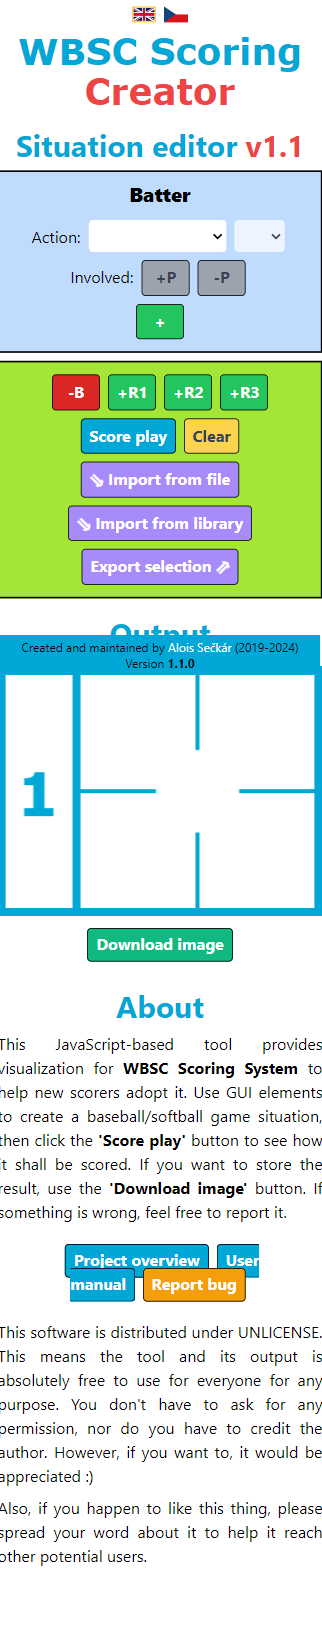 WBSC Scoring
Creator
Situation editor v1.1
Batter
Action:
Involved: +P -P
+
-B +R1 +R2 +R3
Score play Clear
⇘ Import from file
⇘ Import from library
Export selection ⇗
Output
Created and maintained by Alois Sečkár (2019-2024)
Version 1.1.0
1
Download image
About
This JavaScript-based tool provides
visualization for WBSC Scoring System to
help new scorers adopt it. Use GUI elements
to create a baseball/softball game situation,
then click the 'Score play' button to see how
it shall be scored. If you want to store the
result, use the 'Download image' button. If
something is wrong, feel free to report it.
Project overview User
manual Report bug
This software is distributed under UNLICENSE.
This means the tool and its output is
absolutely free to use for everyone for any
purpose. You don't have to ask for any
permission, nor do you have to credit the
author. However, if you want to, it would be
appreciated :)
Also, if you happen to like this thing, please
spread your word about it to help it reach
other potential users.